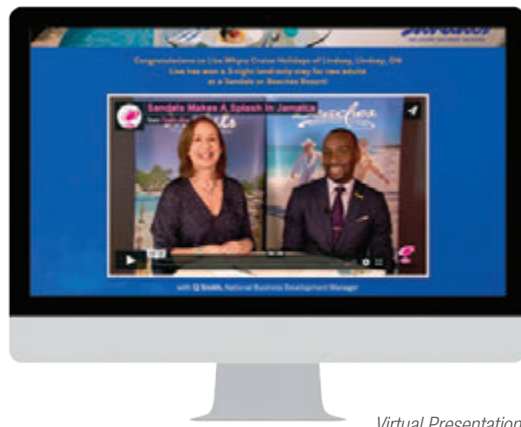 Congratulations to Lisa Whyte Cruise Holidays of Lindsay, Lindsay, ON
Lisa has won a 3-night land-only stay for two adults
at a Sandals or Beaches Resort!
Sandals Makes A Splash In Jamaica
with CJ Smith, National Business Development Manager
Virtual Presentation